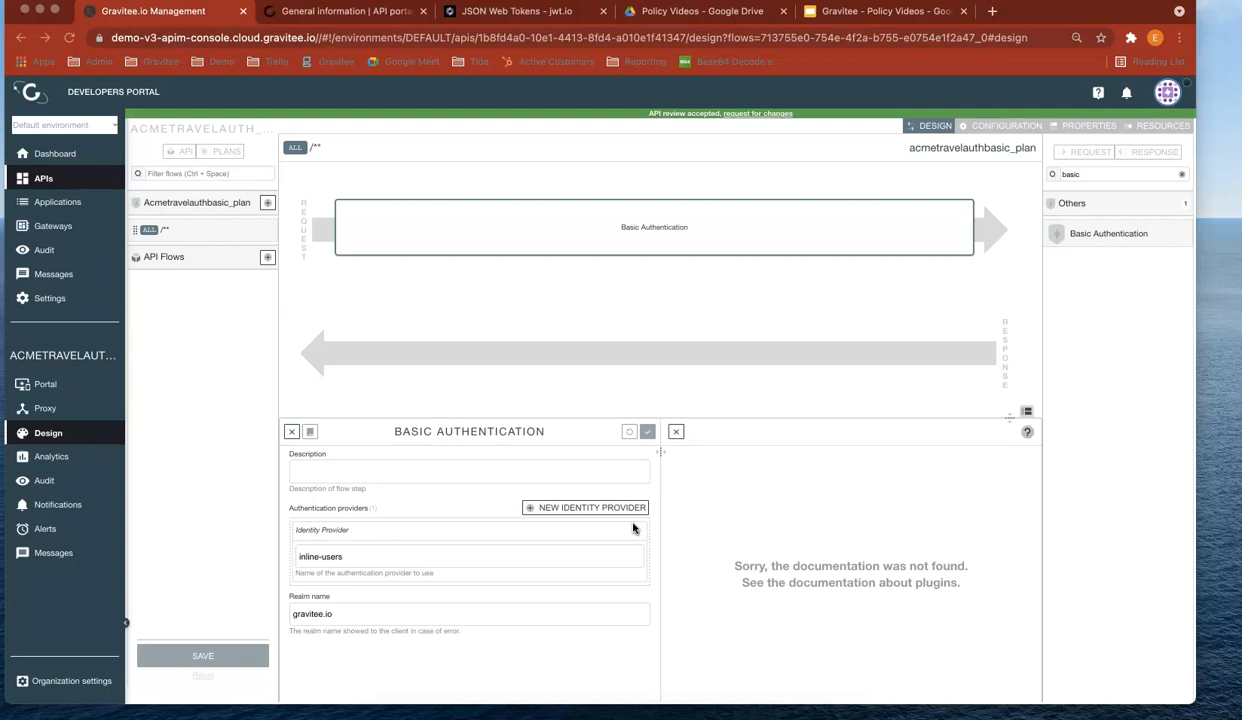 Gravitee.io Management
General information | API porta
JSON Web Tokens - jwt.io
Policy Videos - Google Drive
Gravitee - Policy Videos - Goo
demo-v3-apim-console.cloud.gravitee.io//#!/environments/DEFAULT/apis/1b8fd4a0-10e1-4413-8fd4-a010e1f41347/design?flows=713755e0-754e-4f2a-b755-e0754e1f2a47_0#design
E
Apps
Admin
Gravitee
Demo
Trello
Gravitee
Google Meet
Tide
Active Customers
Reporting
Base64 Decode a...
Reading List
DEVELOPERS PORTAL
API review accepted, request for changes
Default environment
ACMETRAVELAUTH_...
DESIGN
CONFIGURATION
PROPERTIES
RESOURCES
Dashboard
APIs
Applications
Gateways
Audit
Messages
Settings
ACMETRAVELAUT...
Portal
Proxy
Design
Analytics
Audit
Notifications
Alerts
Messages
Organization settings
API
PLANS
Filter flows (Ctrl + Space)
Acmetravelauthbasic_plan
ALL /**
API Flows
SAVE
Reset
ALL /**
acmetravelauthbasic_plan
REQUEST
Basic Authentication
RESPONSE
REQUEST
RESPONSE
basic
Others
1
Basic Authentication
BASIC AUTHENTICATION
Description
Description of flow step
Authentication providers (1)
NEW IDENTITY PROVIDER
Identity Provider
inline-users
Name of the authentication provider to use
Realm name
gravitee.io
The realm name showed to the client in case of error.
Sorry, the documentation was not found.
See the documentation about plugins.